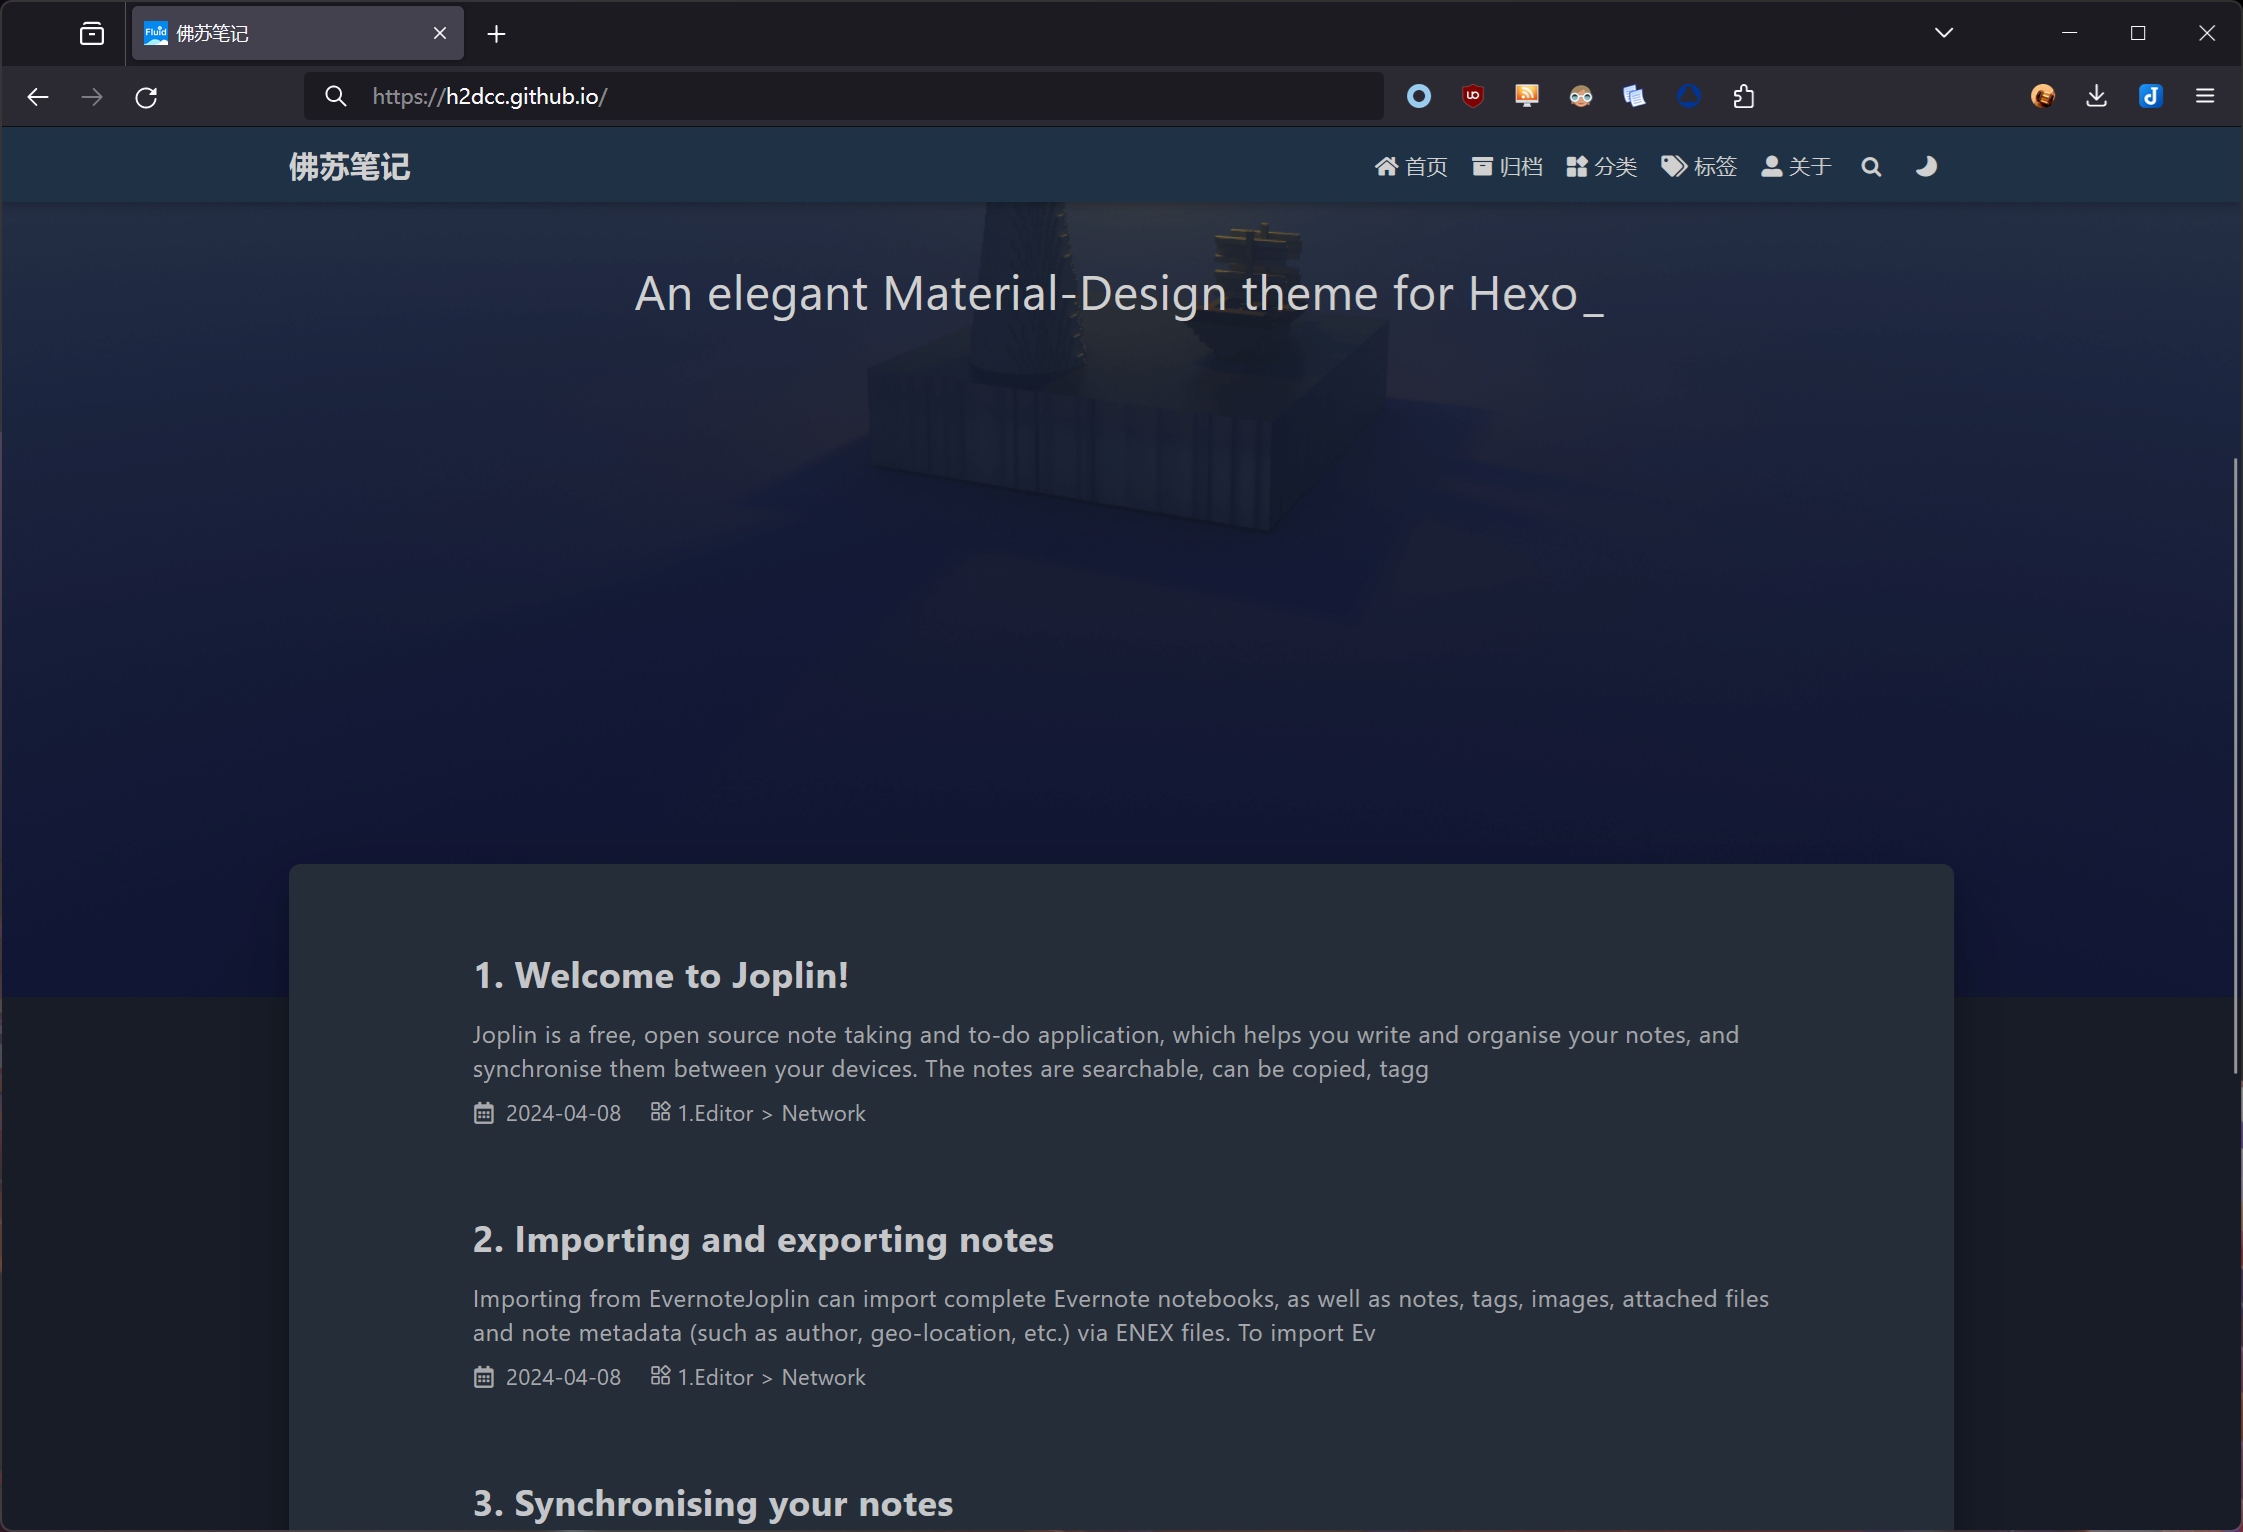 Fluid 佛苏笔记
https://h2dcc.github.io/
佛苏笔记
首页 归档 分类 标签 关于
An elegant Material-Design theme for Hexo_
1. Welcome to Joplin!
Joplin is a free, open source note taking and to-do application, which helps you write and organise your notes, and
synchronise them between your devices. The notes are searchable, can be copied, tagg
2024-04-08 1.Editor > Network
2. Importing and exporting notes
Importing from EvernoteJoplin can import complete Evernote notebooks, as well as notes, tags, images, attached files
and note metadata (such as author, geo-location, etc.) via ENEX files. To import Ev
2024-04-08 1.Editor > Network
3. Synchronising your notes